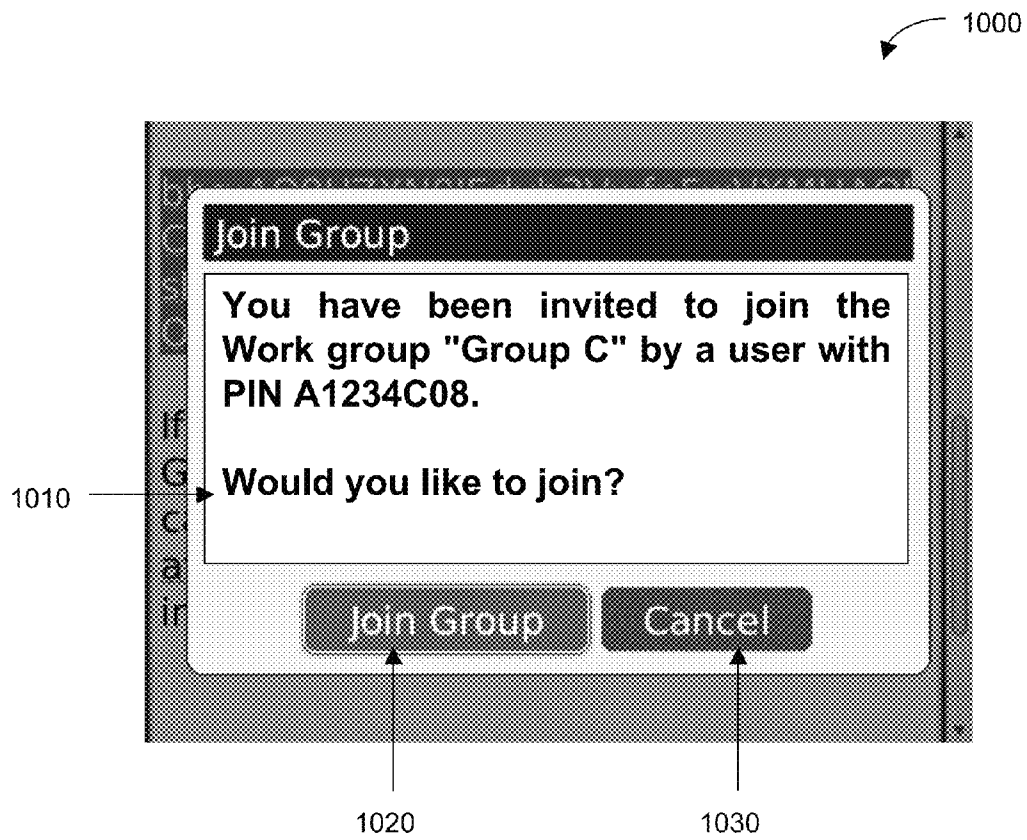 1000
Join Group
You have been invited to join the
Work group "Group C" by a user with
PIN A1234C08.
Would you like to join?
1010
If
G
Join Group
Cancel
1020
1030